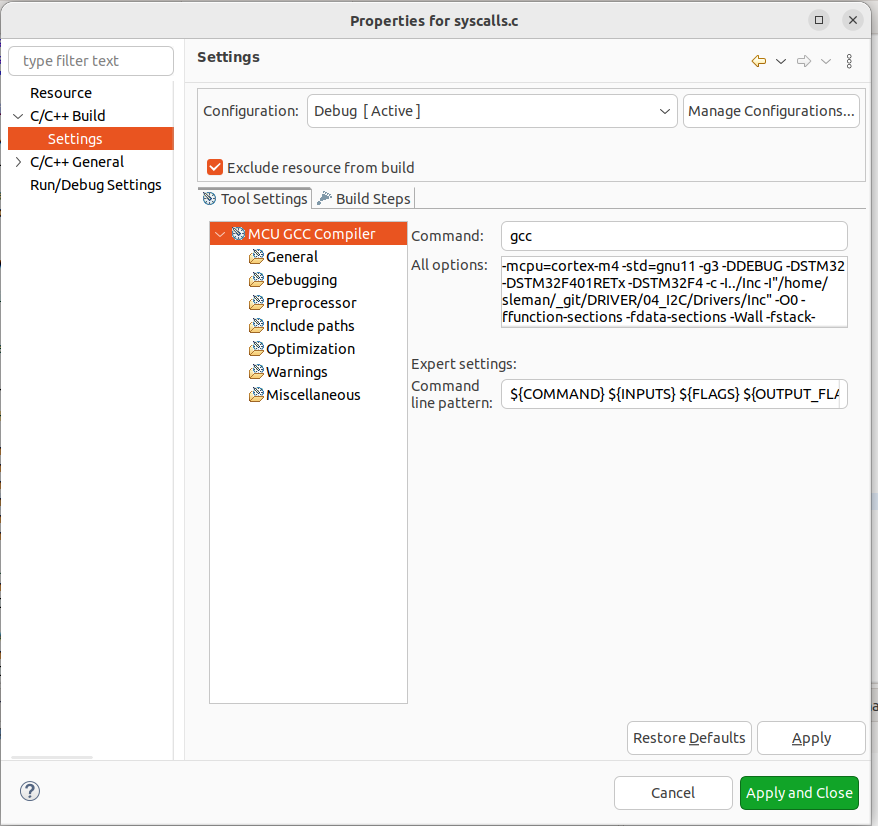 Properties for syscalls.c
type filter text
Settings
Resource
C/C++ Build
Settings
C/C++ General
Run/Debug Settings
Configuration:
Debug [ Active ]
Manage Configurations...
Exclude resource from build
Tool Settings
Build Steps
MCU GCC Compiler
General
Debugging
Preprocessor
Include paths
Optimization
Warnings
Miscellaneous
Command:
gcc
All options:
-mcpu=cortex-m4 -std=gnu11 -g3 -DDEBUG -DSTM32
-DSTM32F401RETx -DSTM32F4 -c -I../Inc -I"/home/
sleman/_git/DRIVER/04_I2C/Drivers/Inc" -O0 -
ffunction-sections -fdata-sections -Wall -fstack-
Expert settings:
Command
line pattern:
${COMMAND} ${INPUTS} ${FLAGS} ${OUTPUT_FLA
Restore Defaults
Apply
Cancel
Apply and Close